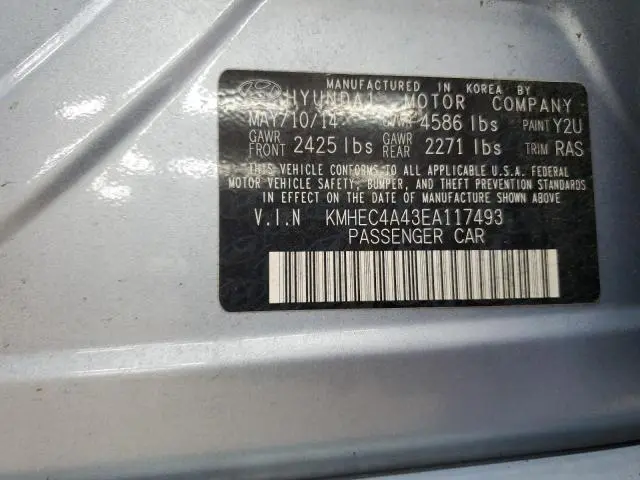 MANUFACTURED IN KOREA BY
HYUNDAI MOTOR COMPANY
MAY/10/14 GVWR 4586 lbs PAINT Y2U
GAWR FRONT 2425 lbs GAWR REAR 2271 lbs TRIM RAS
THIS VEHICLE CONFORMS TO ALL APPLICABLE U.S.A. FEDERAL
MOTOR VEHICLE SAFETY, BUMPER, AND THEFT PREVENTION STANDARDS
IN EFFECT ON THE DATE OF MANUFACTURE SHOWN ABOVE.
V.I.N KMHEC4A43EA117493
PASSENGER CAR